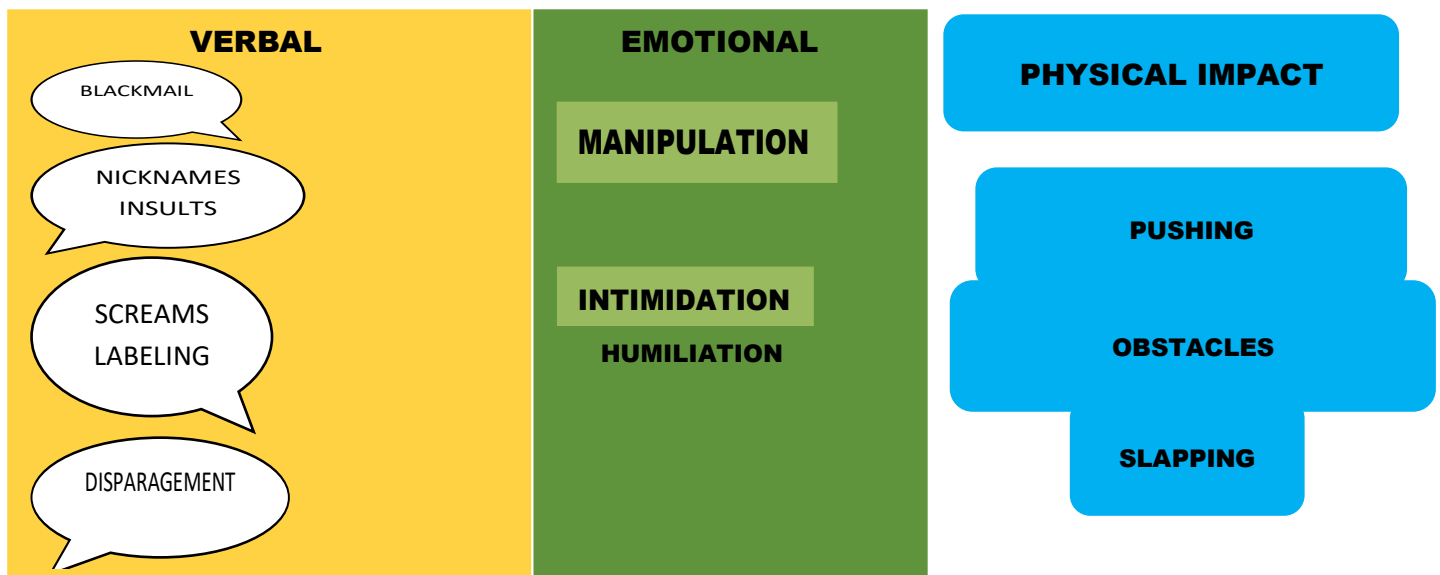 VERBAL
BLACKMAIL
NICKNAMES
INSULTS
SCREAMS
LABELING
DISPARAGEMENT
EMOTIONAL
MANIPULATION
INTIMIDATION
HUMILIATION
PHYSICAL IMPACT
PUSHING
OBSTACLES
SLAPPING